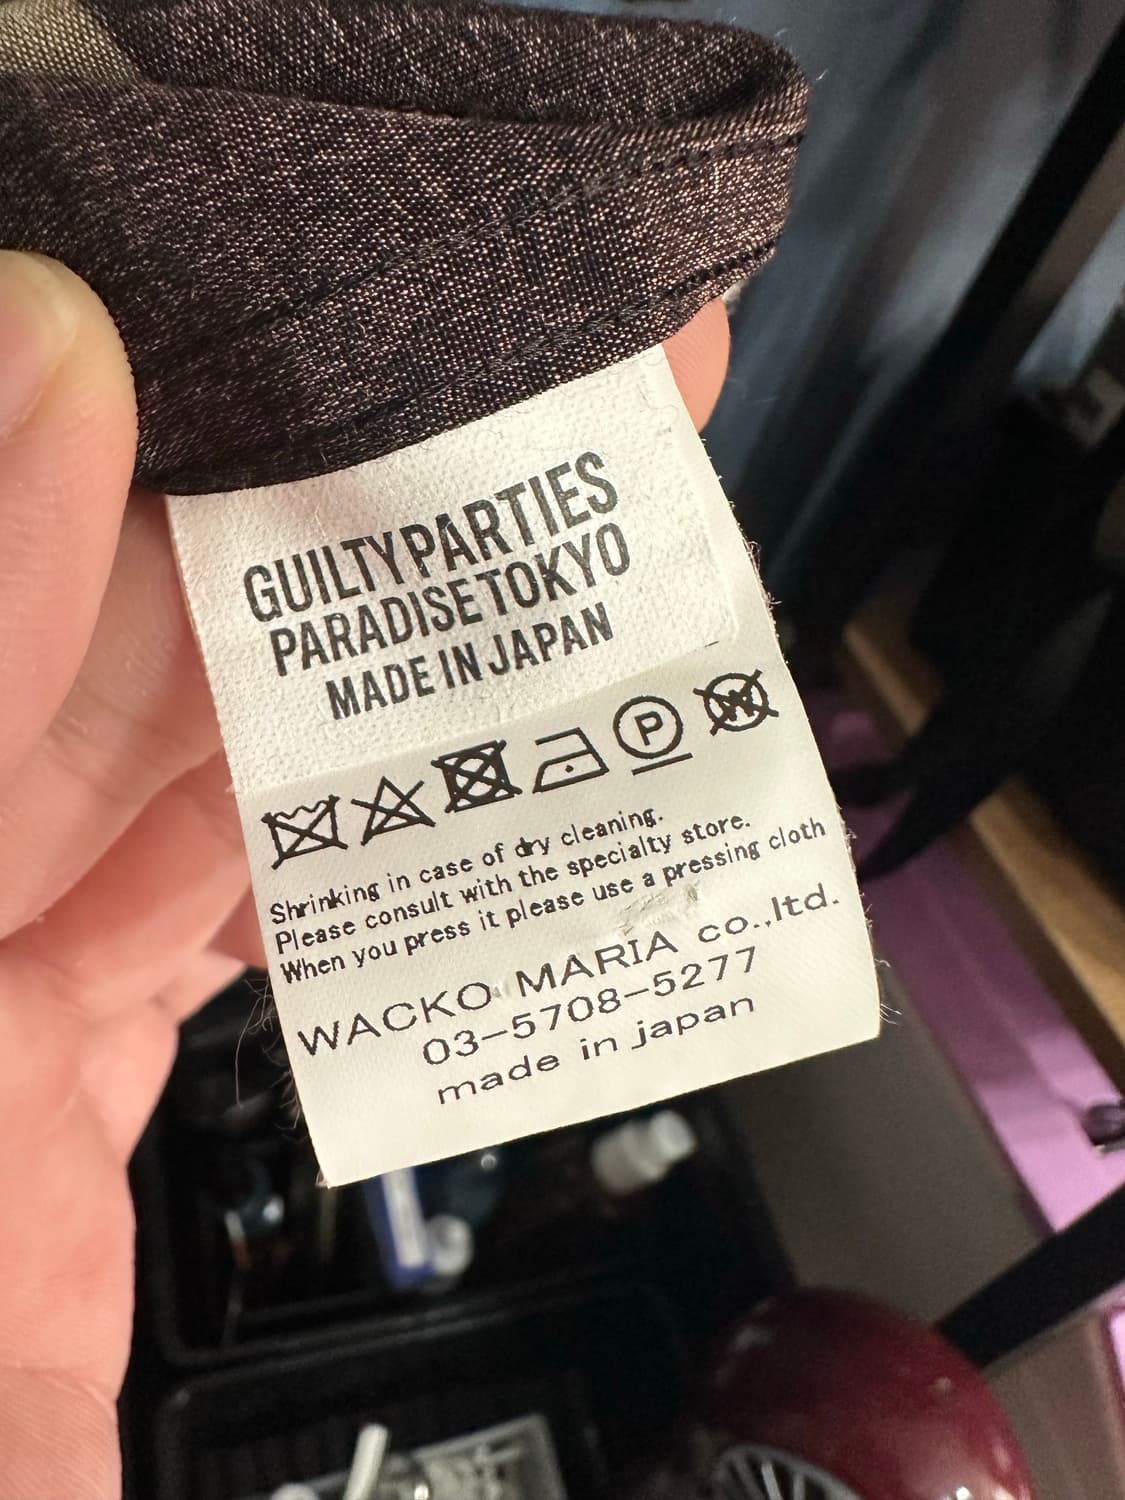 GUILTY PARTIES
PARADISE TOKYO
MADE IN JAPAN
P W
Shrinking in case of dry cleaning.
Please consult with the specialty store.
When you press it please use a pressing cloth
WACKO MARIA co.,ltd.
03-5708-5277
made in japan